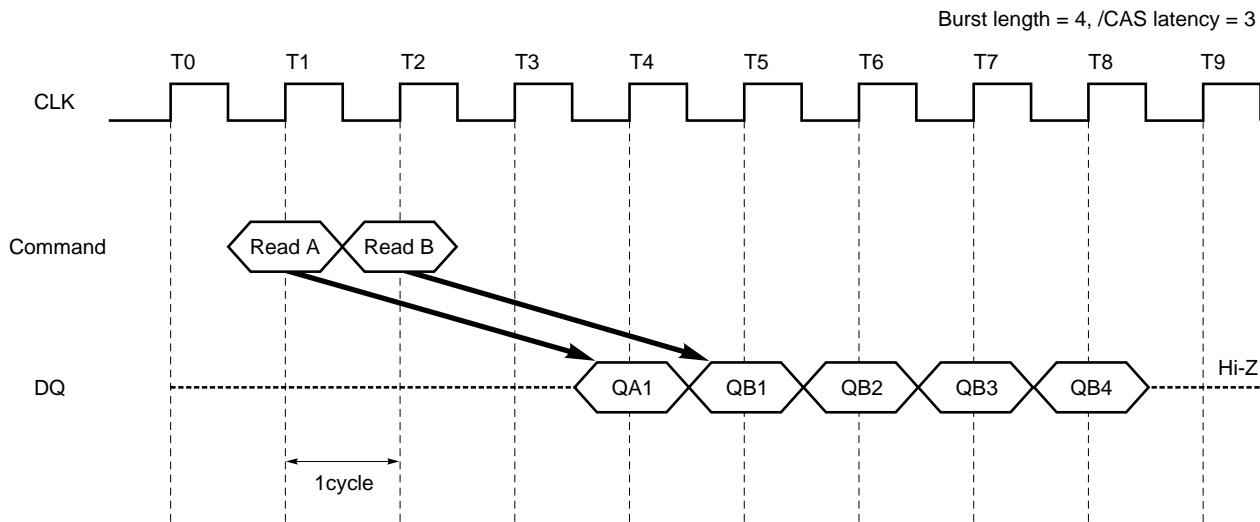 Burst length = 4, /CAS latency = 3
T0 T1 T2 T3 T4 T5 T6 T7 T8 T9
CLK
Command Read A Read B
Hi-Z
DQ QA1 QB1 QB2 QB3 QB4
1cycle